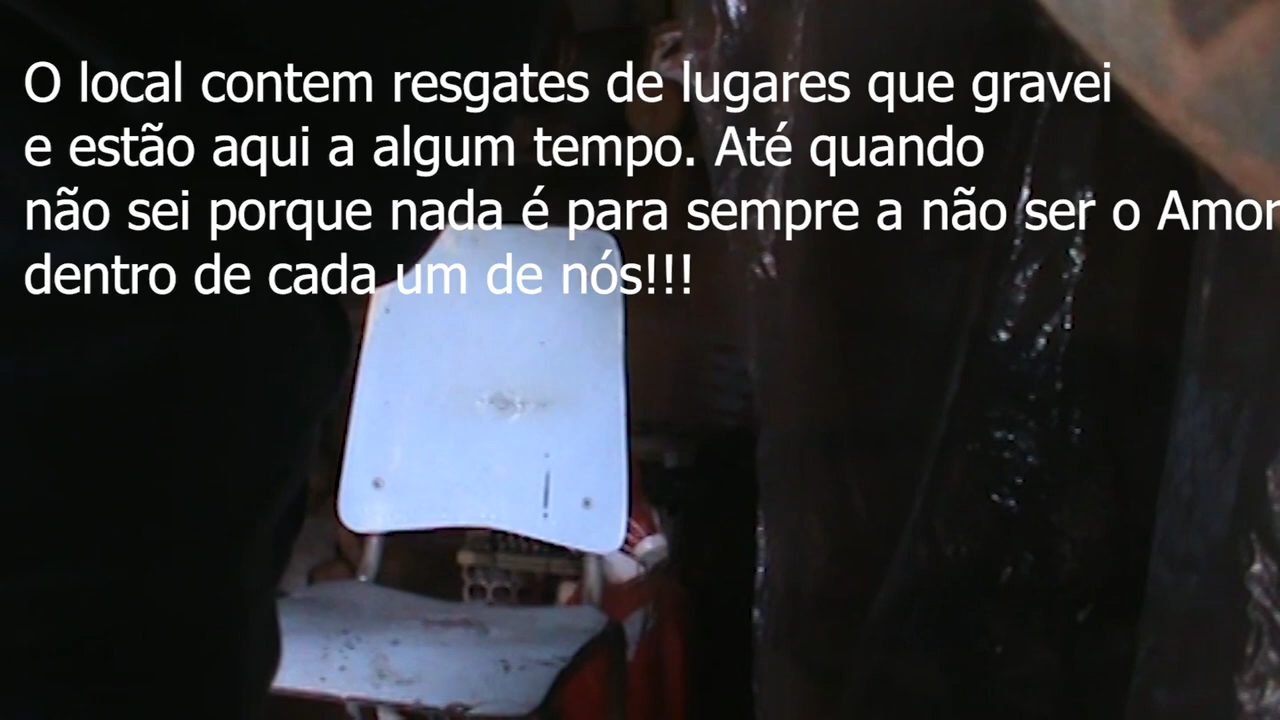 O local contem resgates de lugares que gravei
e estão aqui a algum tempo. Até quando
não sei porque nada é para sempre a não ser o Amor
dentro de cada um de nós!!!